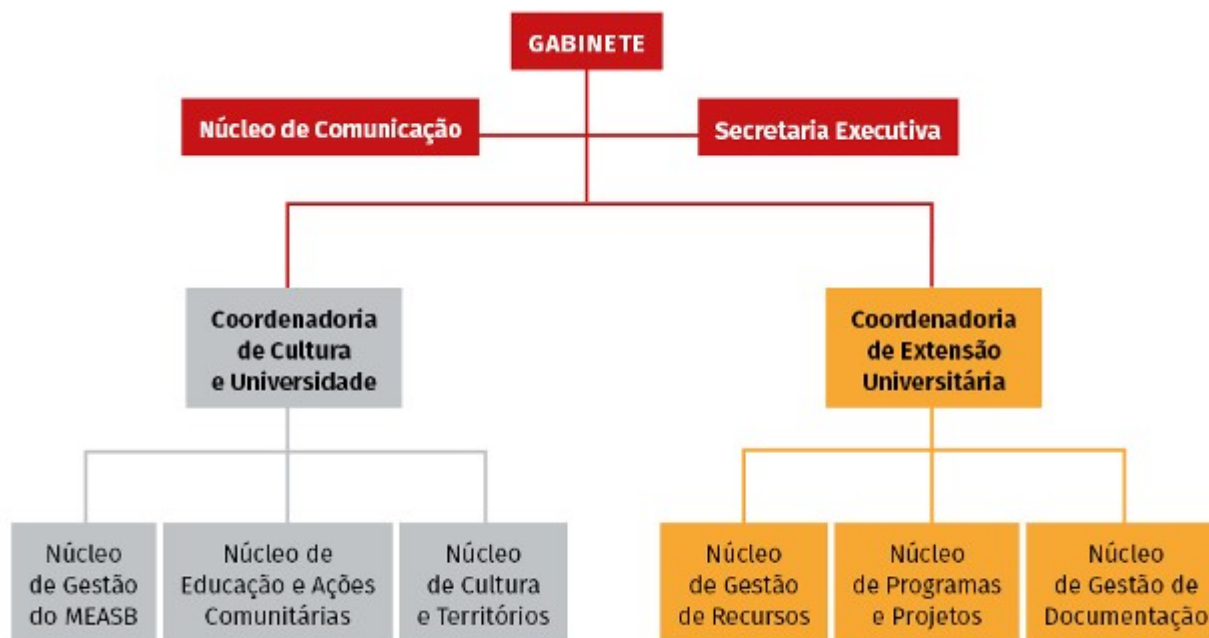 GABINETE
Núcleo de Comunicação
Secretaria Executiva
Coordenadoria
de Cultura
e Universidade
Coordenadoria
de Extensão
Universitária
Núcleo
de Gestão
do MEASB
Núcleo de
Educação e Ações
Comunitárias
Núcleo
de Cultura
e Territórios
Núcleo
de Gestão
de Recursos
Núcleo
de Programas
e Projetos
Núcleo
de Gestão de
Documentação